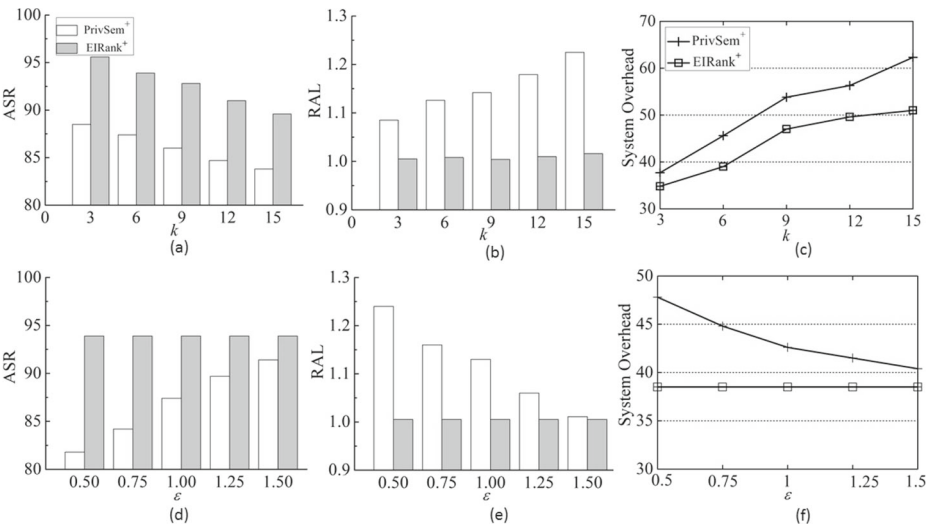 100
95
90
85
80
ASR
PrivSem⁺
EIRank⁺
0 3 6 9 12 15
k
(a)
1.3
1.2
1.1
1.0
0.9
RAL
0 3 6 9 12 15
k
(b)
70
60
50
40
30
System Overhead
PrivSem⁺
EIRank⁺
3 6 9 12 15
k
(c)
100
95
90
85
80
ASR
0.50 0.75 1.00 1.25 1.50
ε
(d)
1.3
1.2
1.1
1.0
0.9
RAL
0.50 0.75 1.00 1.25 1.50
ε
(e)
50
45
40
35
30
System Overhead
0.5 0.75 1 1.25 1.5
ε
(f)